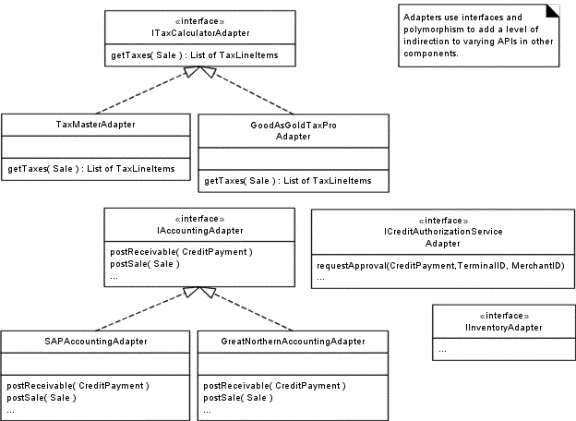 «interface»
ITaxCalculatorAdapter
getTaxes( Sale ) : List of TaxLineItems
Adapters use interfaces and
polymorphism to add a level of
indirection to varying APIs in other
components.
TaxMasterAdapter
getTaxes( Sale ) : List of TaxLineItems
GoodAsGoldTaxPro
Adapter
getTaxes( Sale ) : List of TaxLineItems
«interface»
IAccountingAdapter
postReceivable( CreditPayment )
postSale( Sale )
...
«interface»
ICreditAuthorizationService
Adapter
requestApproval(CreditPayment,TerminalID, MerchantID)
...
«interface»
IInventoryAdapter
...
SAPAccountingAdapter
postReceivable( CreditPayment )
postSale( Sale )
...
GreatNorthernAccountingAdapter
postReceivable( CreditPayment )
postSale( Sale )
...